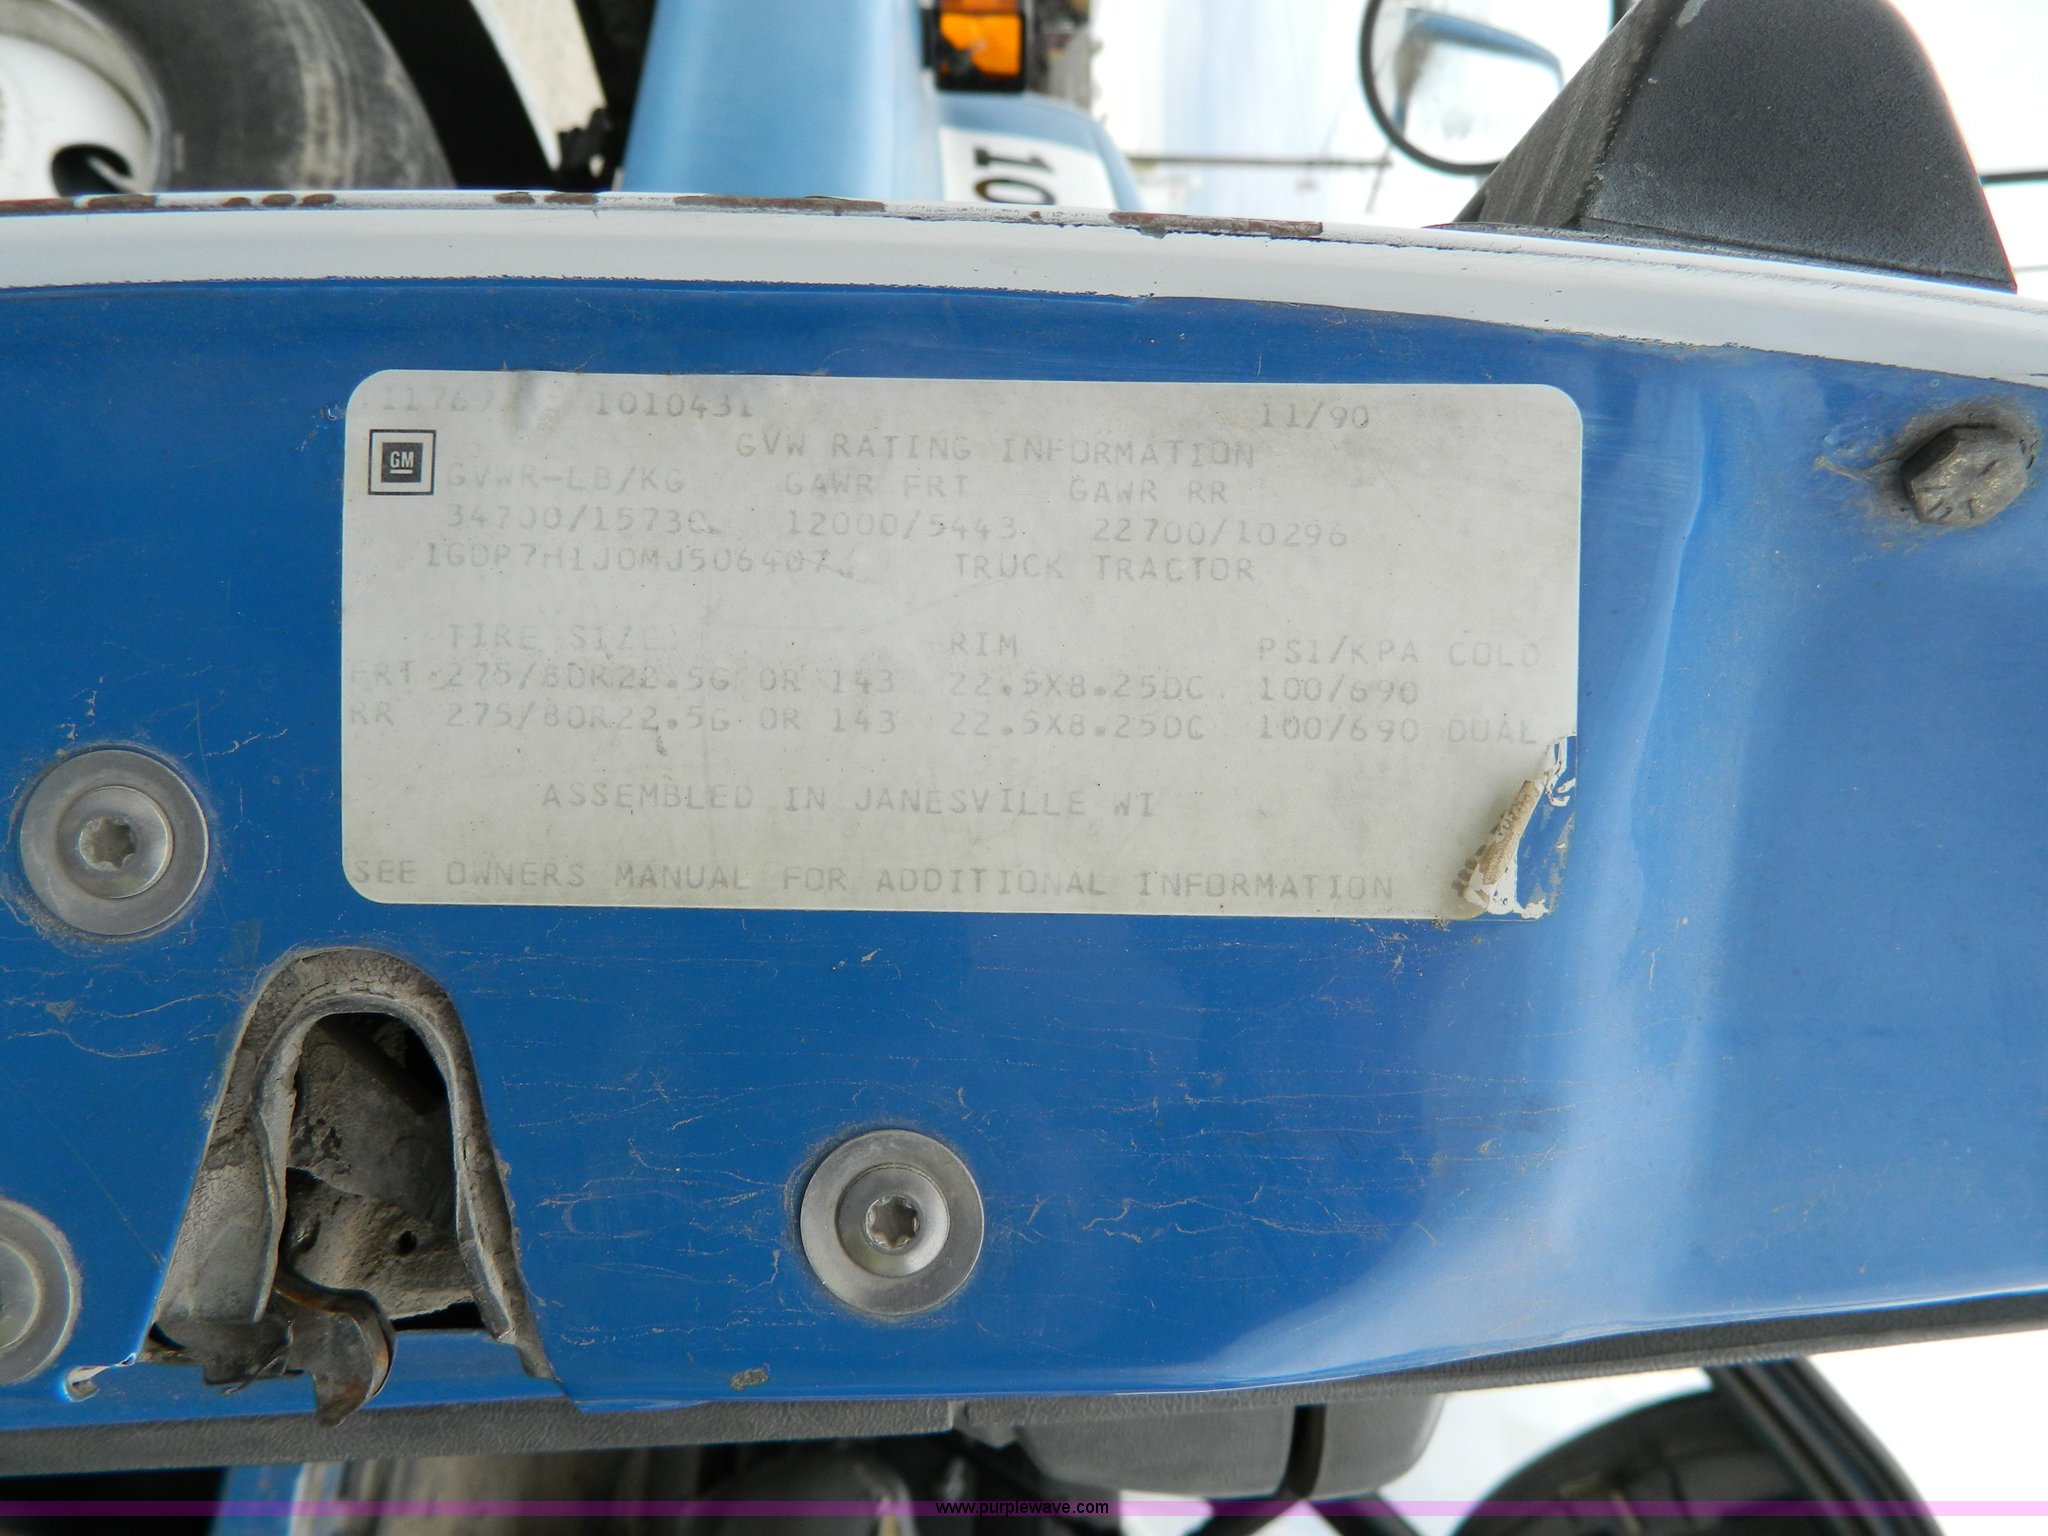 10
1010431 11/90
GM
GVW RATING INFORMATION
GVWR-LB/KG GAWR FRT GAWR RR
34700/15730 12000/5443 22700/10296
1GDP7H1J0MJ506407 TRUCK TRACTOR
TIRE SIZE RIM PSI/KPA COLD
FRT 275/80R22.5G OR 143 22.5X8.25DC 100/690
RR 275/80R22.5G OR 143 22.5X8.25DC 100/690 DUAL
ASSEMBLED IN JANESVILLE WI
SEE OWNERS MANUAL FOR ADDITIONAL INFORMATION
www.purplewave.com